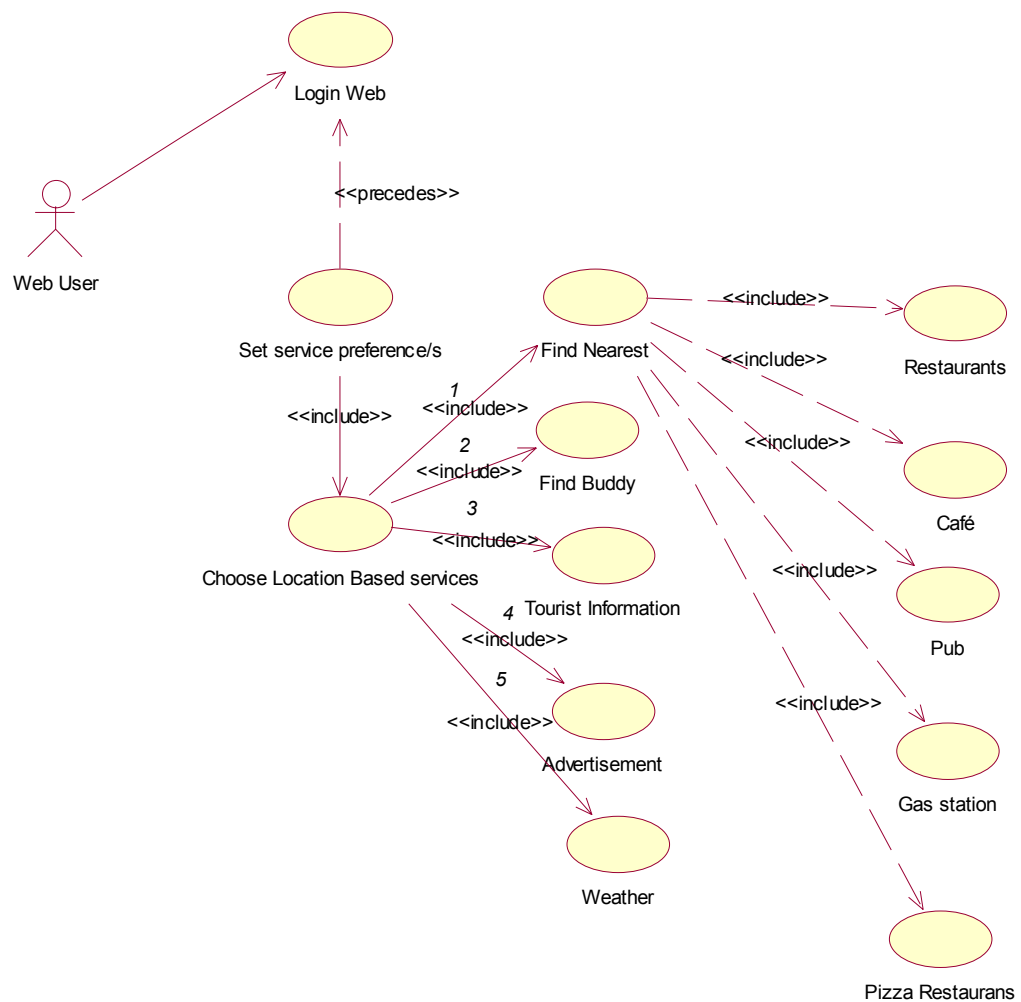 Login Web
<<precedes>>
Web User
Set service preference/s
Find Nearest
<<include>>
Restaurants
<<include>>
<<include>>
1
<<include>>
2
<<include>>
Find Buddy
<<include>>
Café
3
<<include>>
Choose Location Based services
<<include>>
Tourist Information
Pub
4
<<include>>
5
<<include>>
<<include>>
Advertisement
Gas station
Weather
Pizza Restaurans